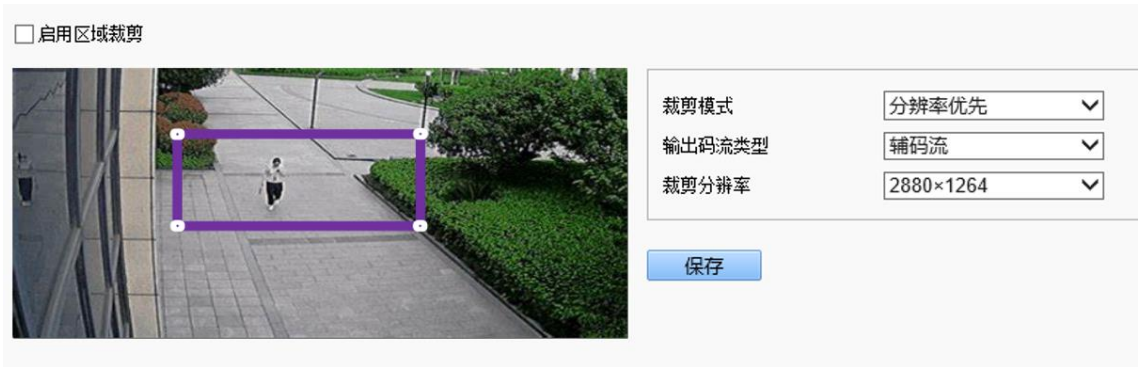 启用区域裁剪
裁剪模式 分辨率优先
输出码流类型 辅码流
裁剪分辨率 2880×1264
保存